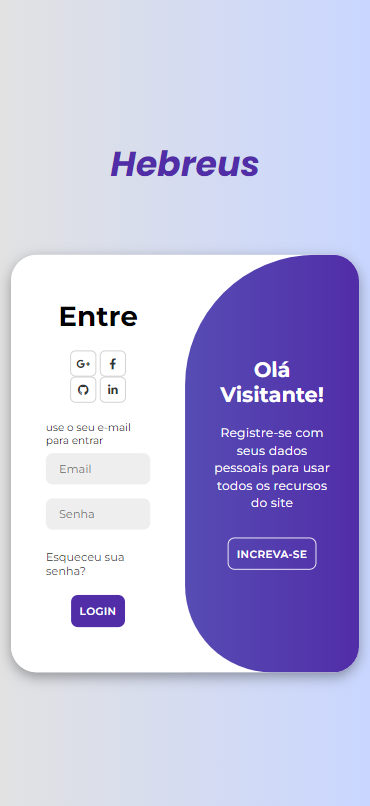 Hebreus
Entre
G+ f
in
use o seu e-mail
para entrar
Email
Senha
Esqueceu sua
senha?
LOGIN
Olá
Visitante!
Registre-se com
seus dados
pessoais para usar
todos os recursos
do site
INCREVA-SE